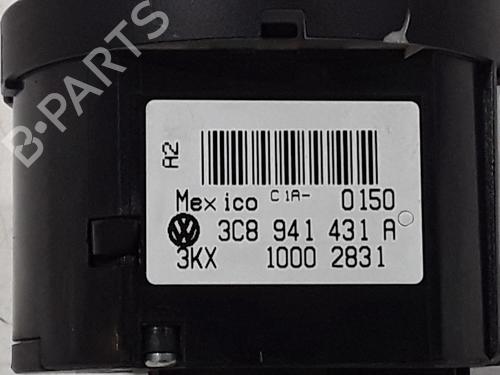 B-PARTS
A2
Mexico C1A- 0150
3C8 941 431 A
3KX 1000 2831